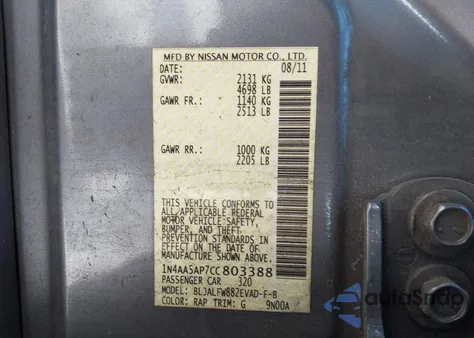 MFD BY NISSAN MOTOR CO., LTD.
DATE: 08/11
GVWR: 2131 KG
4698 LB
GAWR FR.: 1140 KG
2513 LB
GAWR RR.: 1000 KG
2205 LB
THIS VEHICLE CONFORMS TO
ALL APPLICABLE FEDERAL
MOTOR VEHICLE SAFETY,
BUMPER, AND THEFT
PREVENTION STANDARDS IN
EFFECT ON THE DATE OF
MANUFACTURE SHOWN ABOVE.
1N4AA5AP7CC803388
PASSENGER CAR 320
MODEL: 8LJALFW882EVAD-F-B
COLOR: RAP TRIM: G 9N00A
AutoSnap